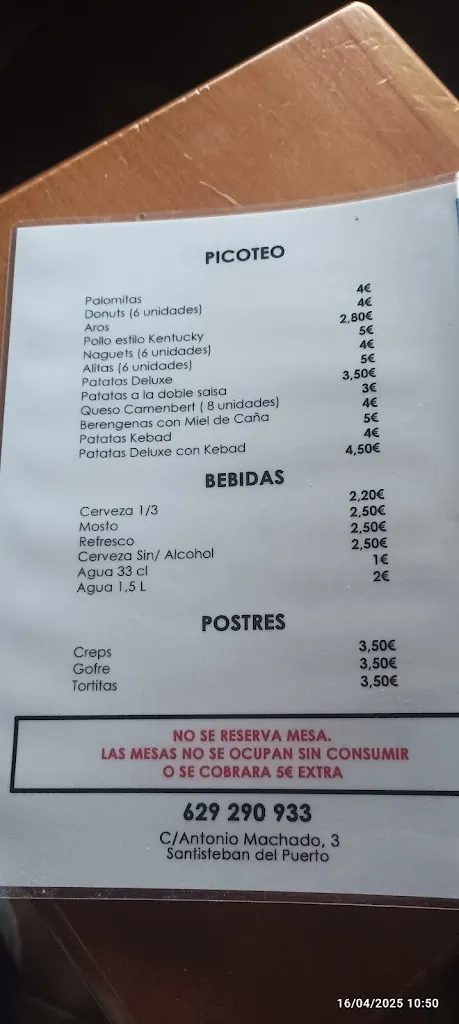 PICOTEO
Palomitas 4€
Donuts (6 unidades) 4€
Aros 2,80€
Pollo estilo Kentucky 5€
Naguets (6 unidades) 4€
Alitas (6 unidades) 5€
Patatas Deluxe 3,50€
Patatas a la doble salsa 3€
Queso Camenbert ( 8 unidades) 4€
Berengenas con Miel de Caña 5€
Patatas Kebad 4€
Patatas Deluxe con Kebad 4,50€
BEBIDAS
Cerveza 1/3 2,20€
Mosto 2,50€
Refresco 2,50€
Cerveza Sin/ Alcohol 2,50€
Agua 33 cl 1€
Agua 1,5 L 2€
POSTRES
Creps 3,50€
Gofre 3,50€
Tortítas 3,50€
NO SE RESERVA MESA.
LAS MESAS NO SE OCUPAN SIN CONSUMIR
O SE COBRARA 5€ EXTRA
629 290 933
C/Antonio Machado, 3
Santisteban del Puerto
16/04/2025 10:50